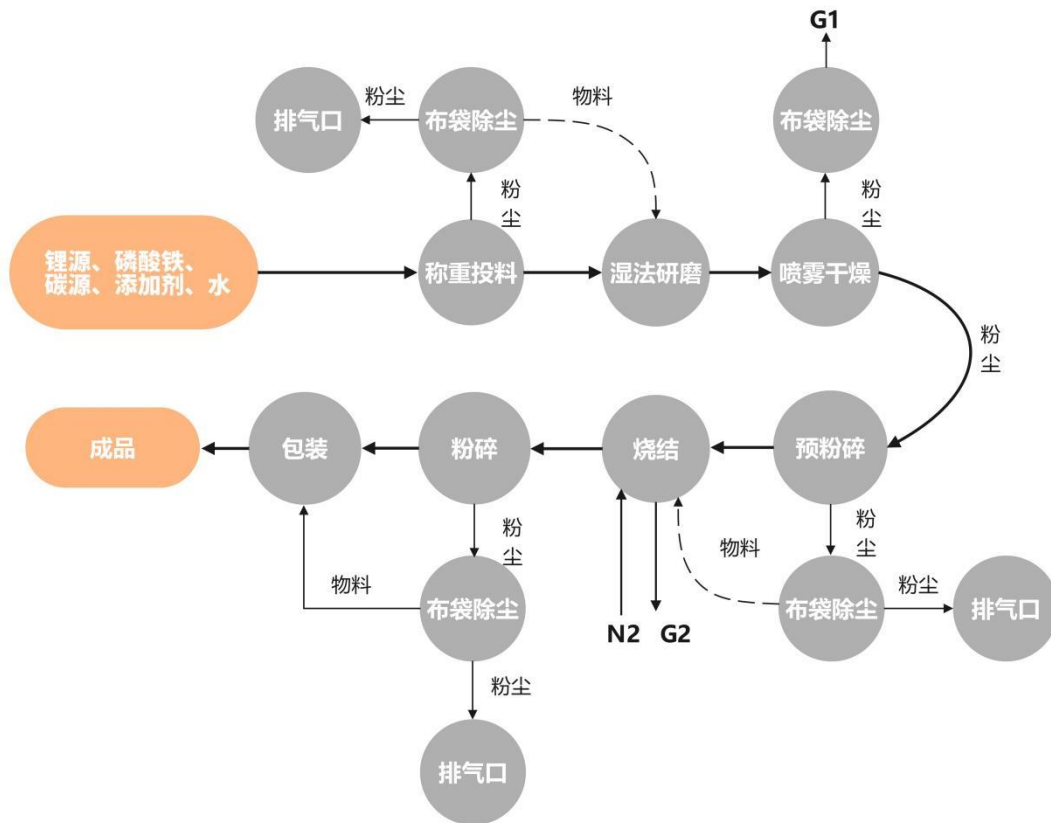 G1
粉尘
物料
排气口
布袋除尘
布袋除尘
粉
尘
粉
尘
锂源、磷酸铁、
碳源、添加剂、水
称重投料
湿法研磨
喷雾干燥
粉
尘
成品
包装
粉碎
烧结
预粉碎
粉
尘
粉
尘
物料
物料
粉尘
布袋除尘
布袋除尘
排气口
N2
G2
粉尘
排气口